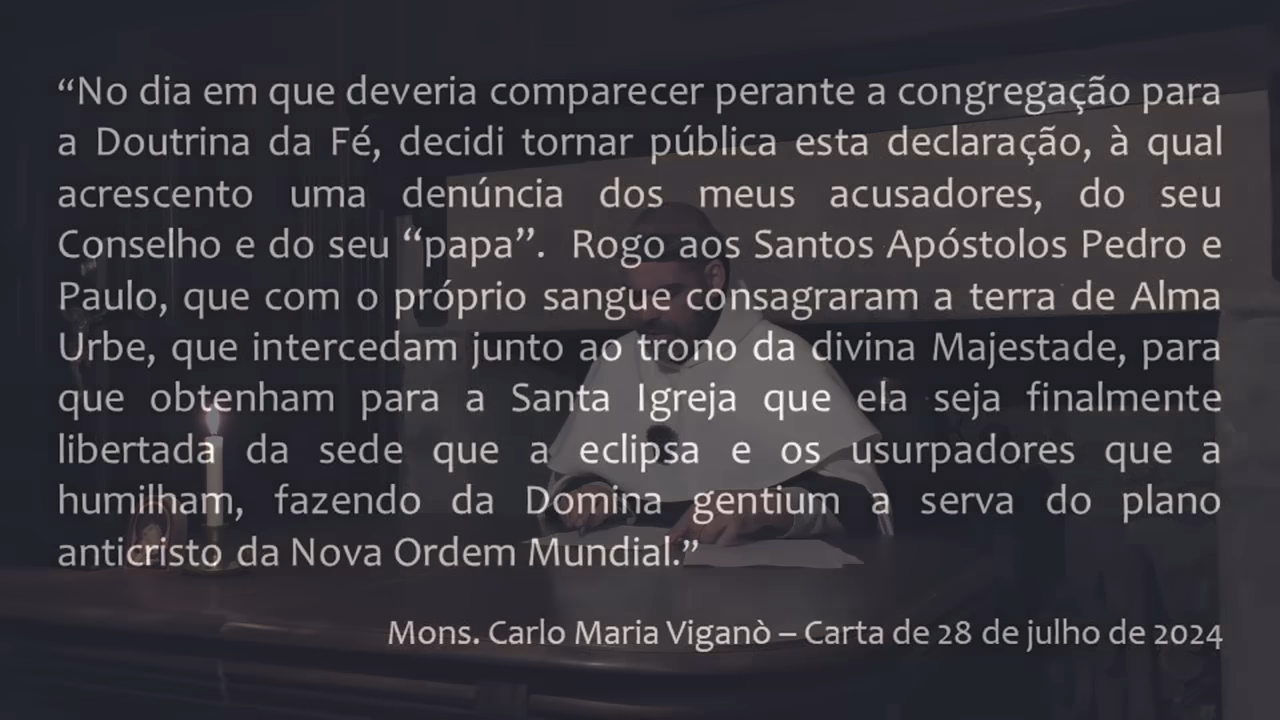 “No dia em que deveria comparecer perante a congregação para
a Doutrina da Fé, decidi tornar pública esta declaração, à qual
acrescento uma denúncia dos meus acusadores, do seu
Conselho e do seu “papa”. Rogo aos Santos Apóstolos Pedro e
Paulo, que com o próprio sangue consagraram a terra de Alma
Urbe, que intercedam junto ao trono da divina Majestade, para
que obtenham para a Santa Igreja que ela seja finalmente
libertada da sede que a eclipsa e os usurpadores que a
humilham, fazendo da Domina gentium a serva do plano
anticristo da Nova Ordem Mundial.”
Mons. Carlo Maria Viganò – Carta de 28 de julho de 2024